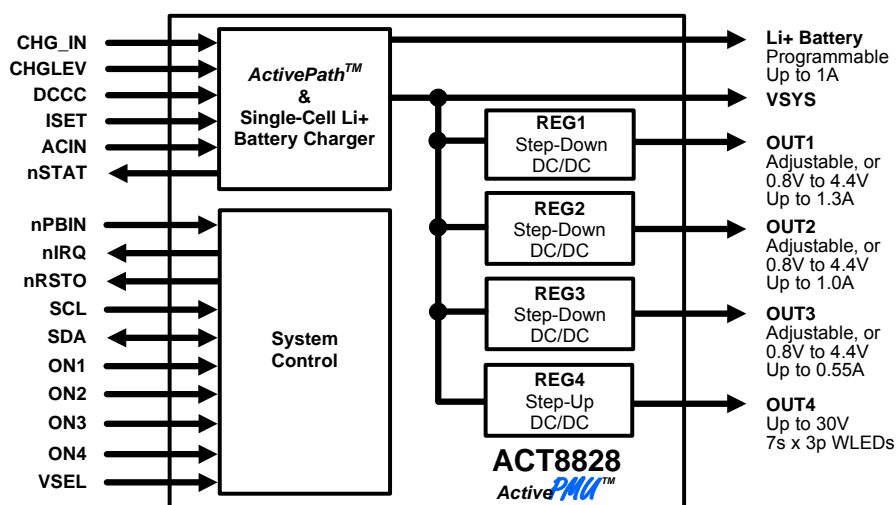 CHG_IN
CHGLEV
DCCC
ISET
ACIN
nSTAT
nPBIN
nIRQ
nRSTO
SCL
SDA
ON1
ON2
ON3
ON4
VSEL
ActivePath™
&
Single-Cell Li+
Battery Charger
System
Control
REG1
Step-Down
DC/DC
REG2
Step-Down
DC/DC
REG3
Step-Down
DC/DC
REG4
Step-Up
DC/DC
ACT8828
ActivePMU™
Li+ Battery
Programmable
Up to 1A
VSYS
OUT1
Adjustable, or
0.8V to 4.4V
Up to 1.3A
OUT2
Adjustable, or
0.8V to 4.4V
Up to 1.0A
OUT3
Adjustable, or
0.8V to 4.4V
Up to 0.55A
OUT4
Up to 30V
7s x 3p WLEDs